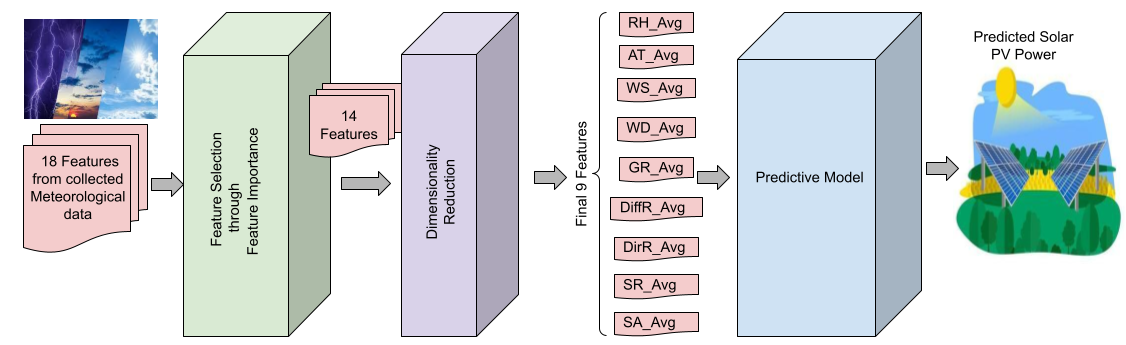 18 Features
from collected
Meteorological
data
Feature Selection
through
Feature Importance
14
Features
Dimensionality
Reduction
Final 9 Features
RH_Avg
AT_Avg
WS_Avg
WD_Avg
GR_Avg
DiffR_Avg
DirR_Avg
SR_Avg
SA_Avg
Predictive Model
Predicted Solar
PV Power